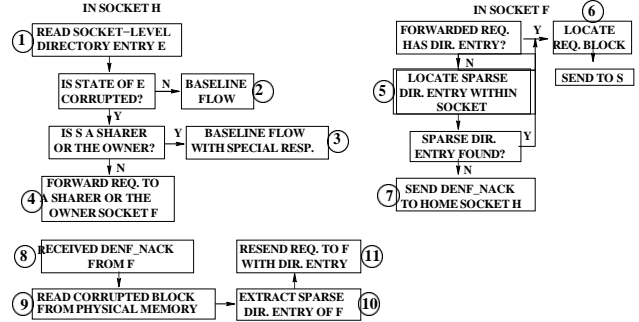 IN SOCKET H
1
READ SOCKET−LEVEL
DIRECTORY ENTRY E
IS STATE OF E
CORRUPTED?
N
BASELINE
FLOW
2
Y
IS S A SHARER
OR THE OWNER?
Y
BASELINE FLOW
WITH SPECIAL RESP.
3
N
4
FORWARD REQ. TO
A SHARER OR THE
OWNER SOCKET F
IN SOCKET F
FORWARDED REQ.
HAS DIR. ENTRY?
Y
6
LOCATE
REQ. BLOCK
SEND TO S
N
5
LOCATE SPARSE
DIR. ENTRY WITHIN
SOCKET
SPARSE DIR.
ENTRY FOUND?
Y
N
7
SEND DENF_NACK
TO HOME SOCKET H
8
RECEIVED DENF_NACK
FROM F
9
READ CORRUPTED BLOCK
FROM PHYSICAL MEMORY
RESEND REQ. TO F
WITH DIR. ENTRY
11
EXTRACT SPARSE
DIR. ENTRY OF F
10